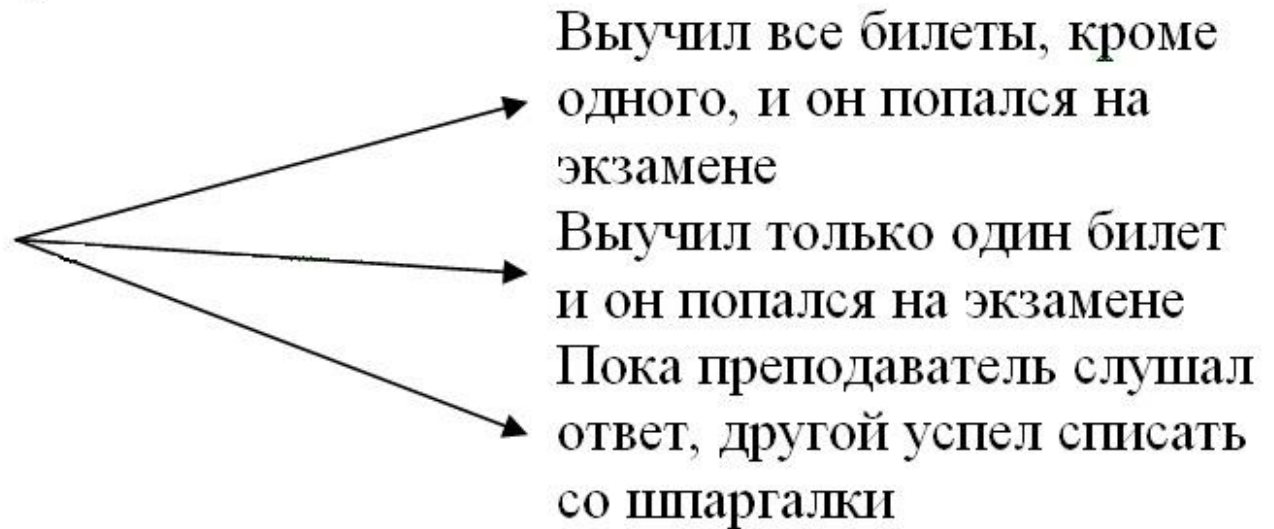 Выучил все билеты, кроме
одного, и он попался на
экзамене
Выучил только один билет
и он попался на экзамене
Пока преподаватель слушал
ответ, другой успел списать
со шпаргалки